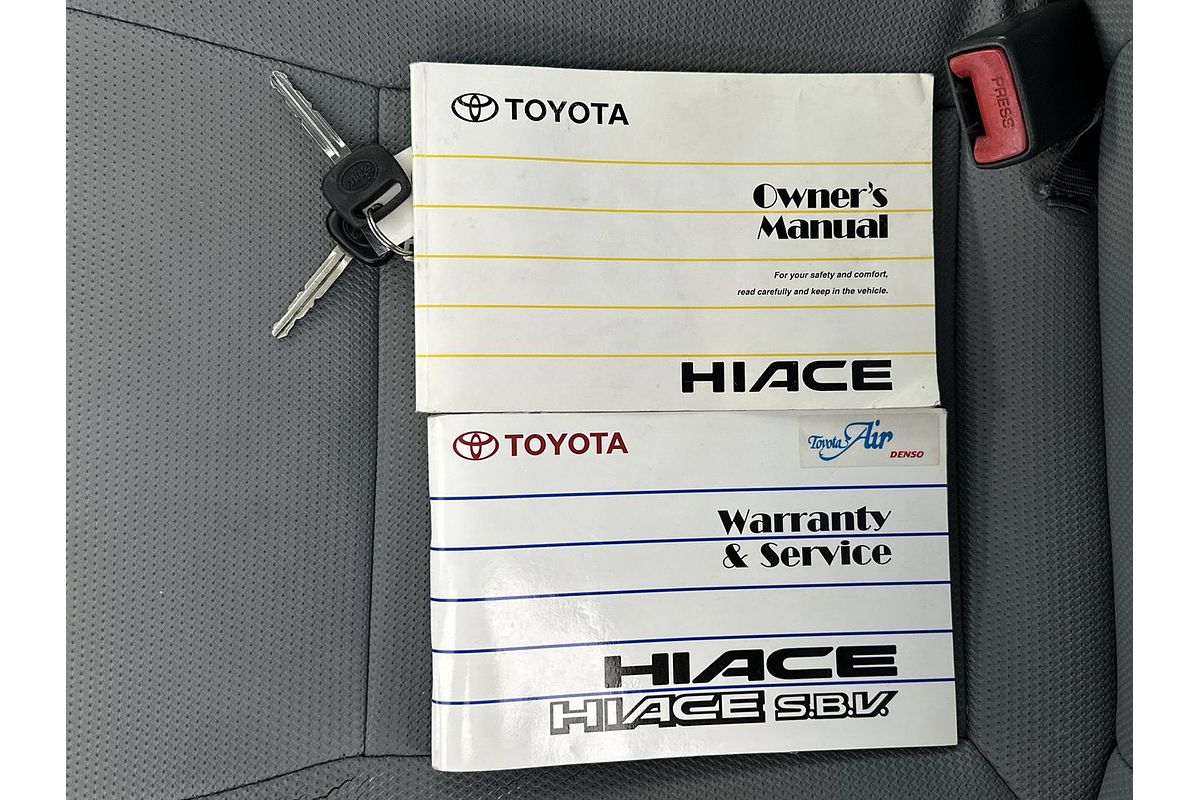 TOYOTA
Owner's
Manual
For your safety and comfort,
read carefully and keep in the vehicle.
HIACE
PRESS
TOYOTA
Toyota Air
DENSO
Warranty
& Service
HIACE
HIACE S.B.V.